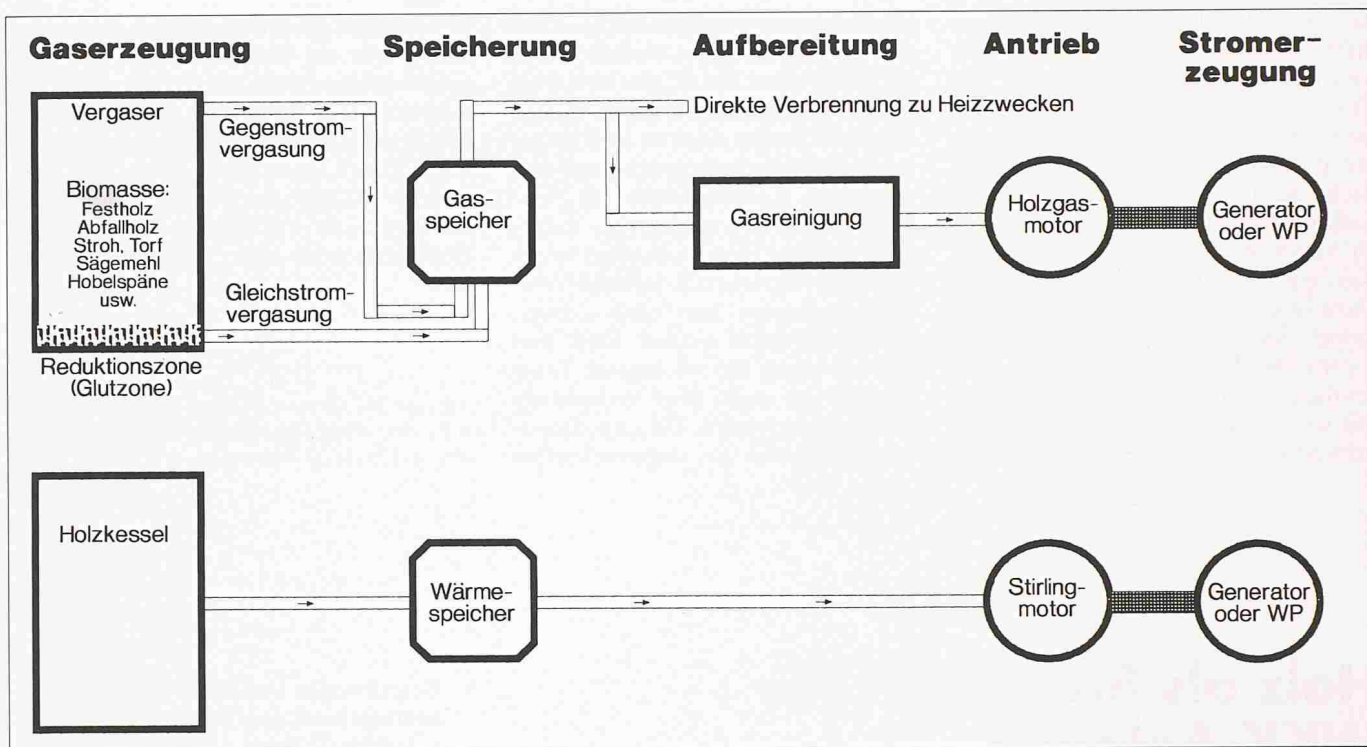 Gaserzeugung
Speicherung
Aufbereitung
Antrieb
Stromer-
zeugung
Vergaser
Biomasse:
Festholz
Abfallholz
Stroh, Torf
Sägemehl
Hobelspäne
usw.
Reduktionszone
(Glutzone)
Gegenstrom-
vergasung
Gleichstrom-
vergasung
Gas-
speicher
Direkte Verbrennung zu Heizzwecken
Gasreinigung
Holzgas-
motor
Generator
oder WP
Holzkessel
Wärme-
speicher
Stirling-
motor
Generator
oder WP